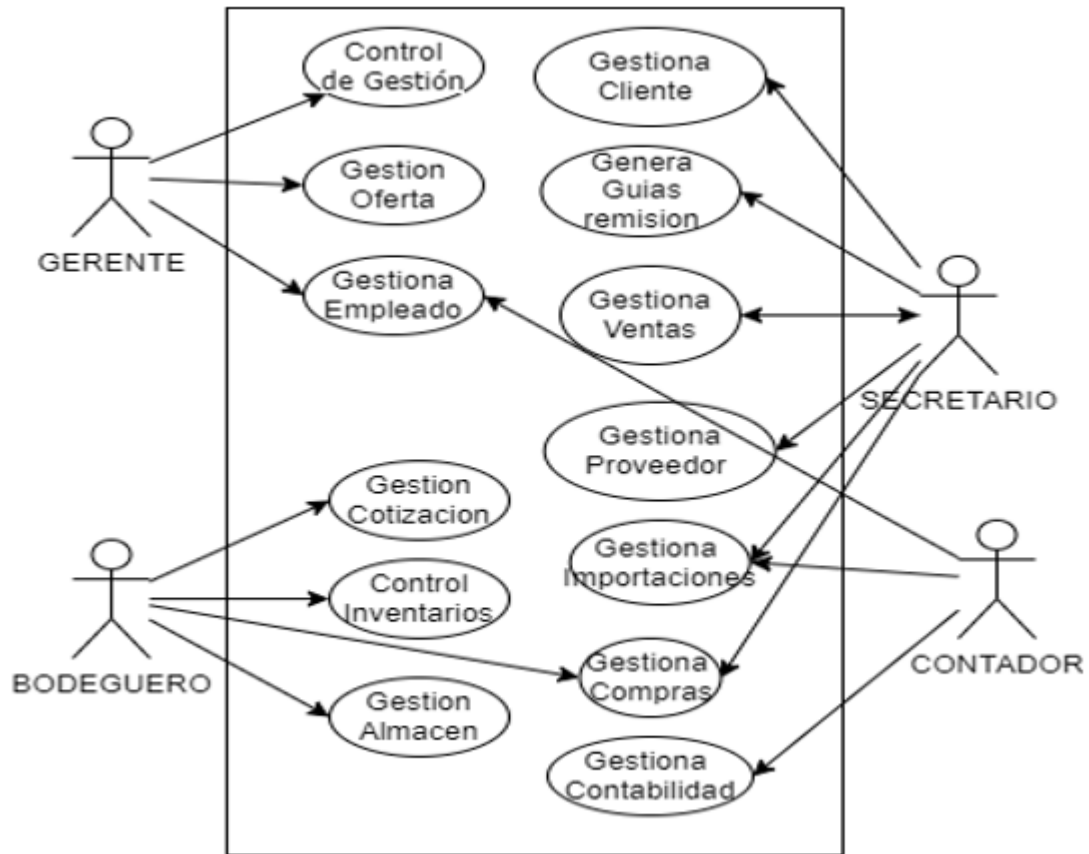 Control
de Gestión
Gestiona
Cliente
GERENTE
Gestion
Oferta
Genera
Guias
remision
Gestiona
Empleado
Gestiona
Ventas
SECRETARIO
Gestiona
Proveedor
Gestion
Cotizacion
BODEGUERO
Control
Inventarios
Gestiona
Importaciones
CONTADOR
Gestiona
Compras
Gestion
Almacen
Gestiona
Contabilidad